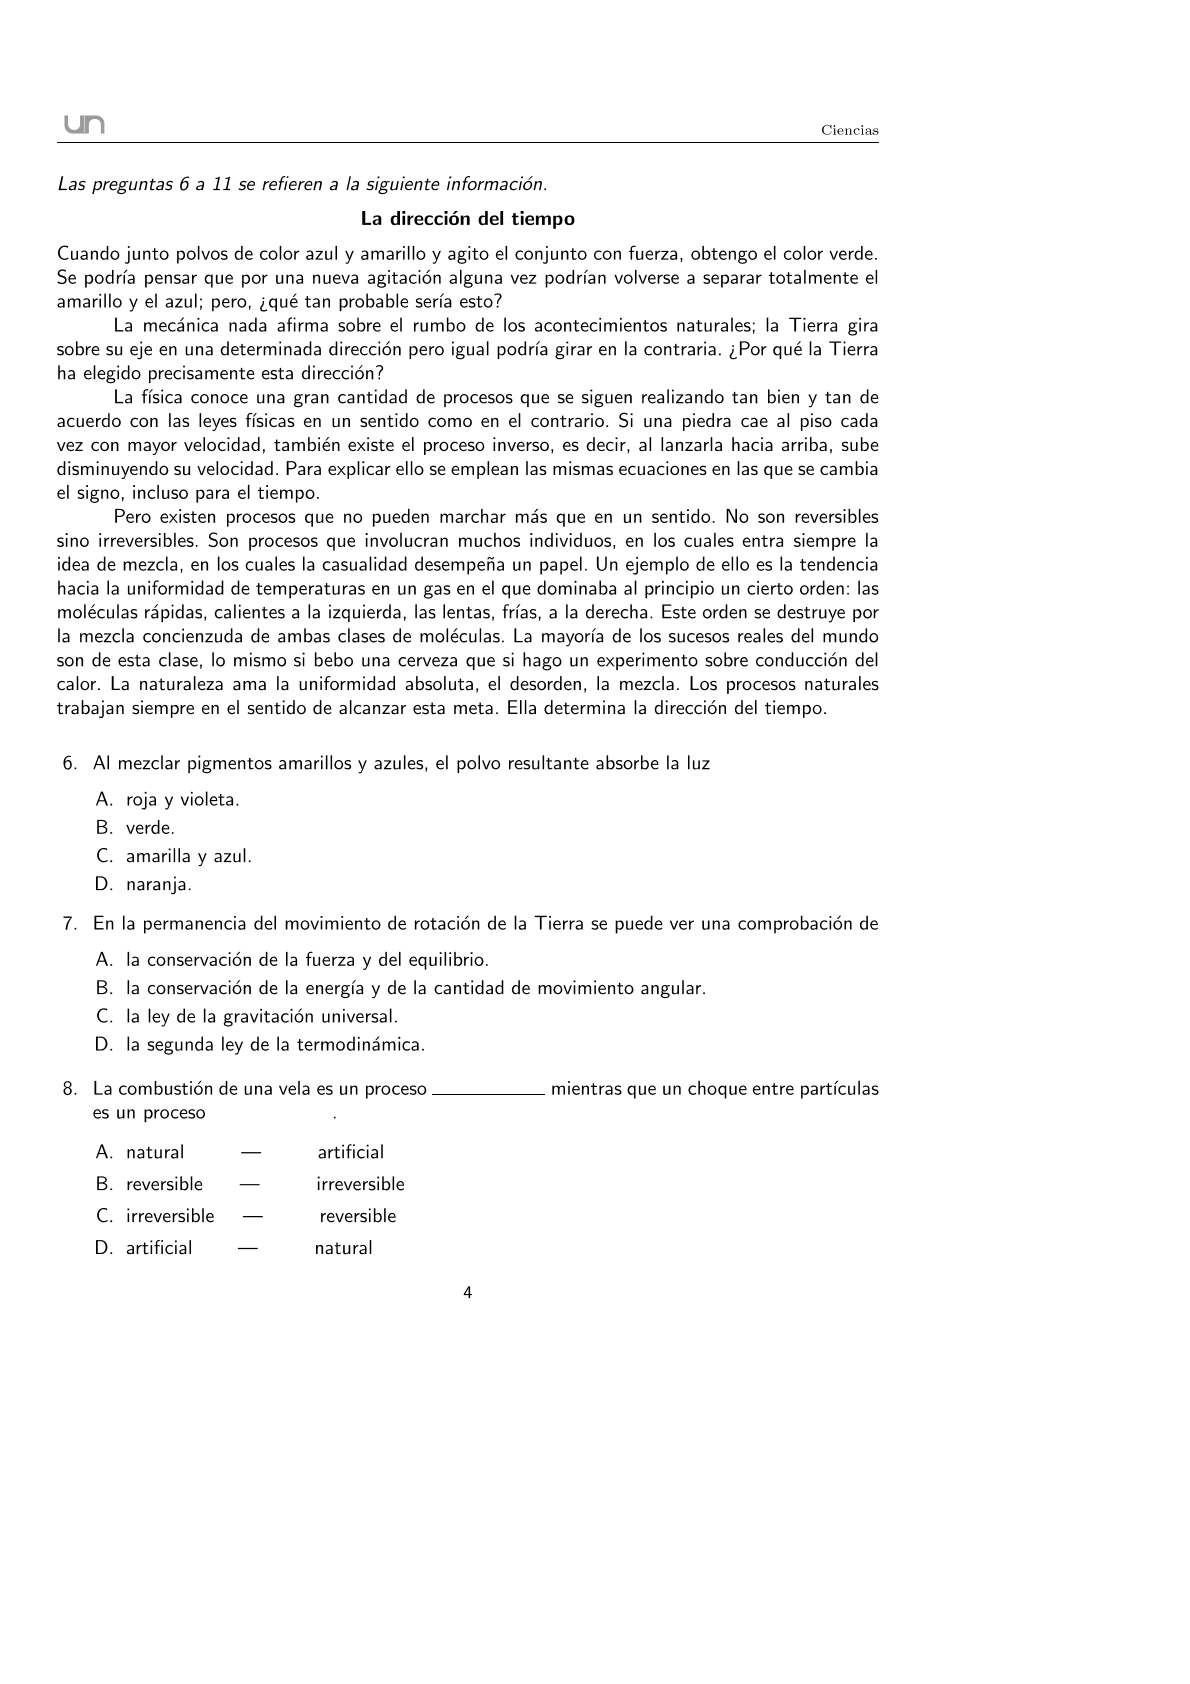 un
Ciencias
Las preguntas 6 a 11 se refieren a la siguiente información.
La dirección del tiempo
Cuando junto polvos de color azul y amarillo y agito el conjunto con fuerza, obtengo el color verde.
Se podría pensar que por una nueva agitación alguna vez podrían volverse a separar totalmente el
amarillo y el azul; pero, ¿qué tan probable sería esto?
La mecánica nada afirma sobre el rumbo de los acontecimientos naturales; la Tierra gira
sobre su eje en una determinada dirección pero igual podría girar en la contraria. ¿Por qué la Tierra
ha elegido precisamente esta dirección?
La física conoce una gran cantidad de procesos que se siguen realizando tan bien y tan de
acuerdo con las leyes físicas en un sentido como en el contrario. Si una piedra cae al piso cada
vez con mayor velocidad, también existe el proceso inverso, es decir, al lanzarla hacia arriba, sube
disminuyendo su velocidad. Para explicar ello se emplean las mismas ecuaciones en las que se cambia
el signo, incluso para el tiempo.
Pero existen procesos que no pueden marchar más que en un sentido. No son reversibles
sino irreversibles. Son procesos que involucran muchos individuos, en los cuales entra siempre la
idea de mezcla, en los cuales la casualidad desempeña un papel. Un ejemplo de ello es la tendencia
hacia la uniformidad de temperaturas en un gas en el que dominaba al principio un cierto orden: las
moléculas rápidas, calientes a la izquierda, las lentas, frías, a la derecha. Este orden se destruye por
la mezcla concienzuda de ambas clases de moléculas. La mayoría de los sucesos reales del mundo
son de esta clase, lo mismo si bebo una cerveza que si hago un experimento sobre conducción del
calor. La naturaleza ama la uniformidad absoluta, el desorden, la mezcla. Los procesos naturales
trabajan siempre en el sentido de alcanzar esta meta. Ella determina la dirección del tiempo.
6. Al mezclar pigmentos amarillos y azules, el polvo resultante absorbe la luz
A. roja y violeta.
B. verde.
C. amarilla y azul.
D. naranja.
7. En la permanencia del movimiento de rotación de la Tierra se puede ver una comprobación de
A. la conservación de la fuerza y del equilibrio.
B. la conservación de la energía y de la cantidad de movimiento angular.
C. la ley de la gravitación universal.
D. la segunda ley de la termodinámica.
8. La combustión de una vela es un proceso __________ mientras que un choque entre partículas
es un proceso .
A. natural — artificial
B. reversible — irreversible
C. irreversible — reversible
D. artificial — natural
4